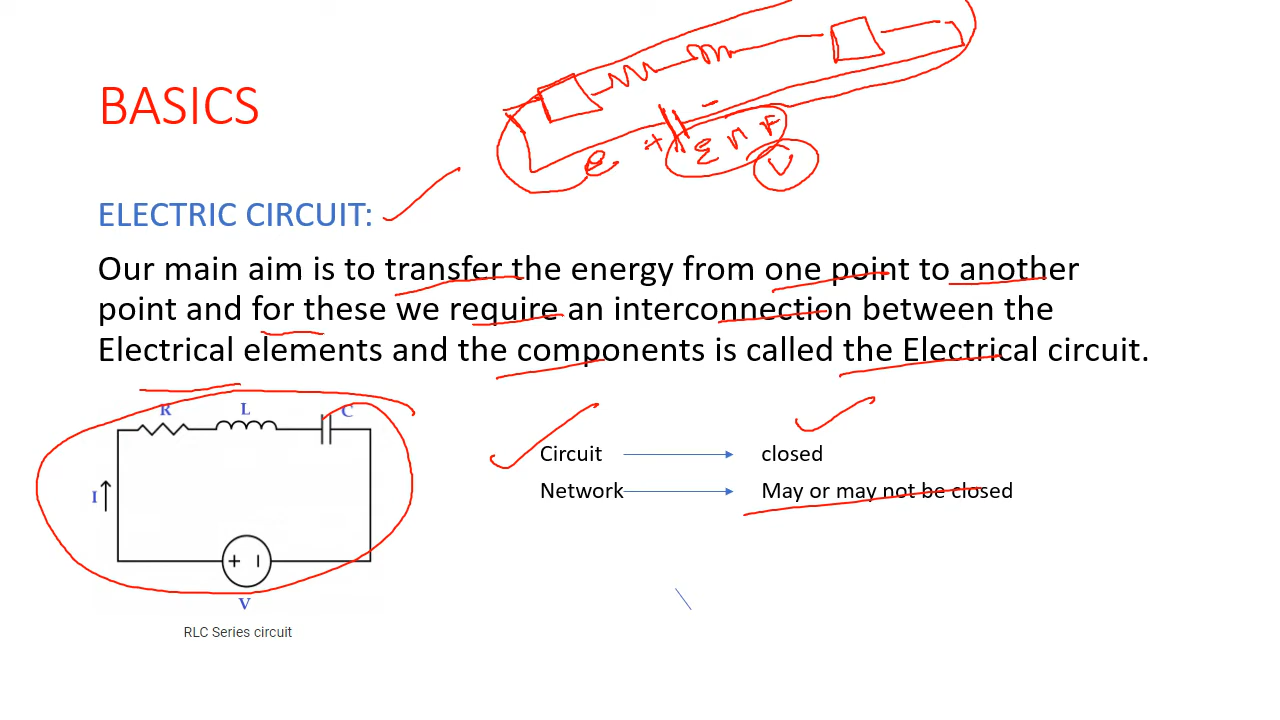 BASICS
e + - EMF
V
ELECTRIC CIRCUIT:
Our main aim is to transfer the energy from one point to another
point and for these we require an interconnection between the
Electrical elements and the components is called the Electrical circuit.
R L C
I
+ -
V
RLC Series circuit
Circuit closed
Network May or may not be closed